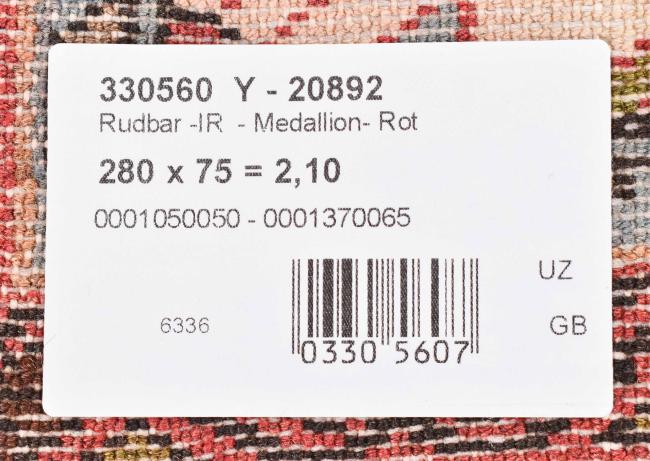 330560 Y - 20892
Rudbar -IR - Medallion- Rot
280 x 75 = 2,10
0001050050 - 0001370065
UZ
6336
GB
0330 5607